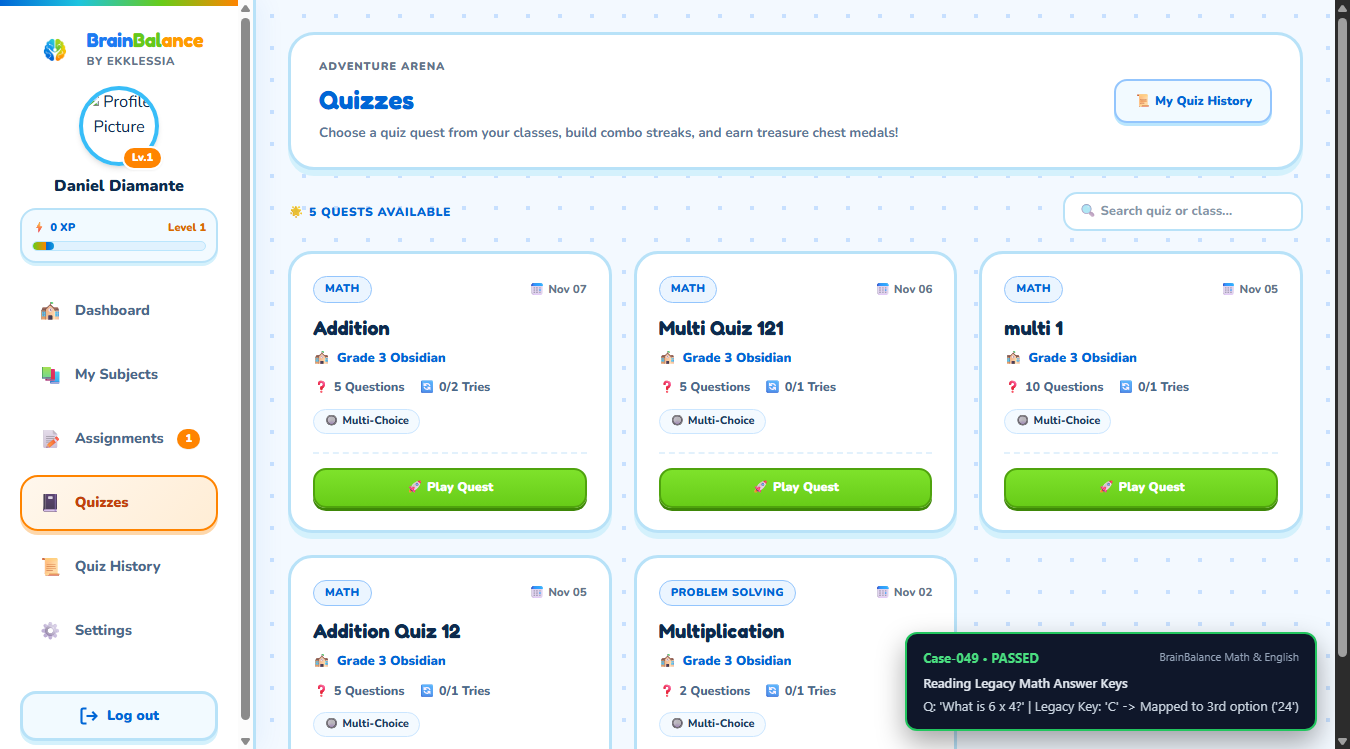 BrainBalance
BY EKKLESSIA
Profile
Picture
Lv.1
Daniel Diamante
0 XP
Level 1
Dashboard
My Subjects
Assignments
1
Quizzes
Quiz History
Settings
Log out
ADVENTURE ARENA
Quizzes
Choose a quiz quest from your classes, build combo streaks, and earn treasure chest medals!
My Quiz History
5 QUESTS AVAILABLE
Search quiz or class...
MATH
Nov 07
Addition
Grade 3 Obsidian
5 Questions
0/2 Tries
Multi-Choice
Play Quest
MATH
Nov 06
Multi Quiz 121
Grade 3 Obsidian
5 Questions
0/1 Tries
Multi-Choice
Play Quest
MATH
Nov 05
multi 1
Grade 3 Obsidian
10 Questions
0/1 Tries
Multi-Choice
Play Quest
MATH
Nov 05
Addition Quiz 12
Grade 3 Obsidian
5 Questions
0/1 Tries
Multi-Choice
PROBLEM SOLVING
Nov 02
Multiplication
Grade 3 Obsidian
2 Questions
0/1 Tries
Multi-Choice
Case-049 • PASSED
BrainBalance Math & English
Reading Legacy Math Answer Keys
Q: 'What is 6 x 4?' | Legacy Key: 'C' -> Mapped to 3rd option ('24')